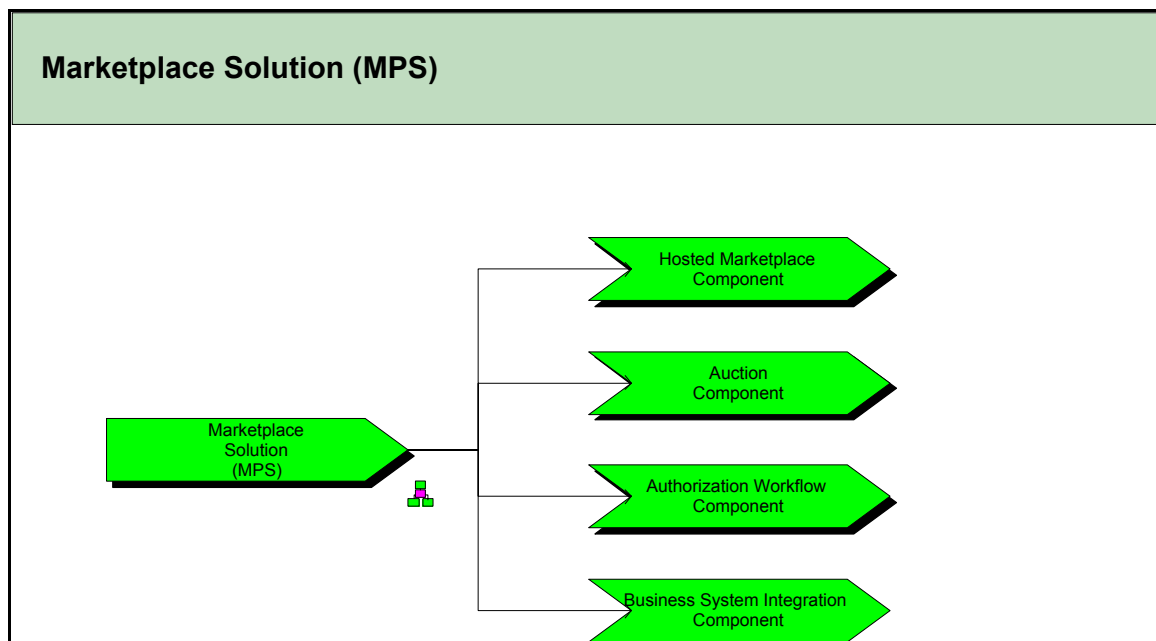 Marketplace Solution (MPS)
Hosted Marketplace
Component
Auction
Component
Marketplace
Solution
(MPS)
Authorization Workflow
Component
Business System Integration
Component